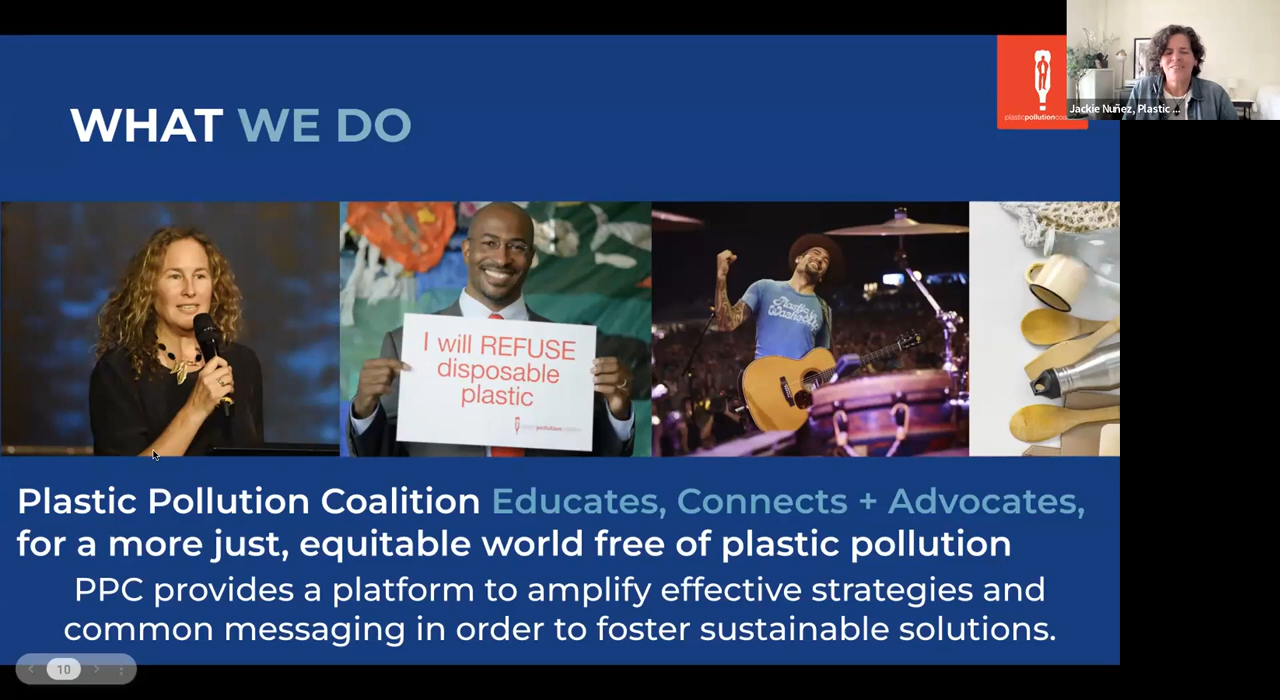 WHAT WE DO
plasticpollution
Jackie Nuñez, Plastic ...
I will REFUSE
disposable
plastic
Plastic Pollution Coalition Educates, Connects + Advocates,
for a more just, equitable world free of plastic pollution
PPC provides a platform to amplify effective strategies and
common messaging in order to foster sustainable solutions.
10